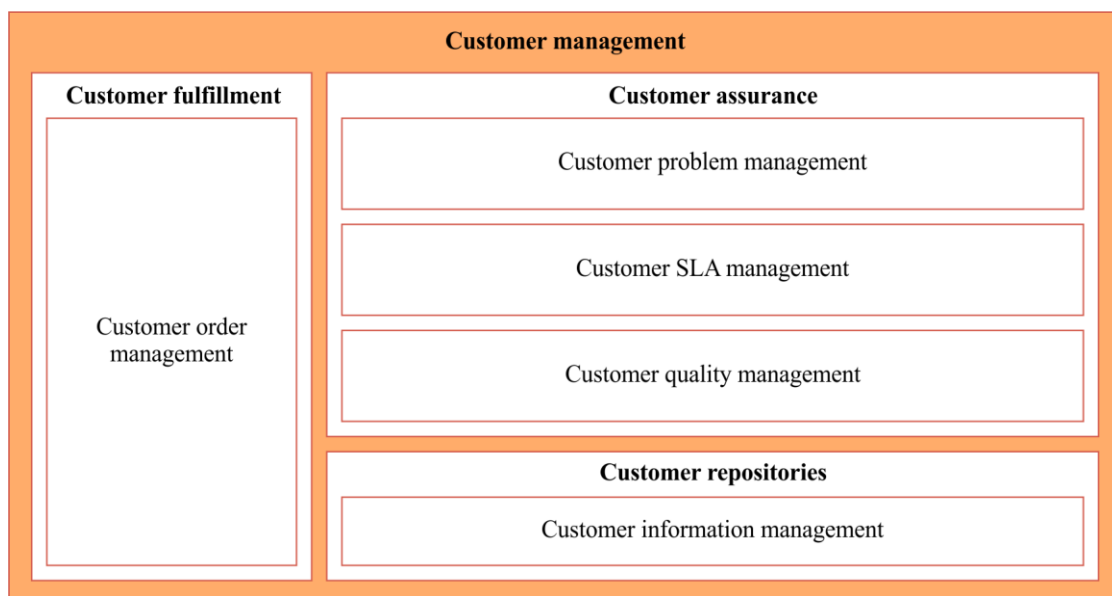 Customer management
Customer fulfillment
Customer order
management
Customer assurance
Customer problem management
Customer SLA management
Customer quality management
Customer repositories
Customer information management